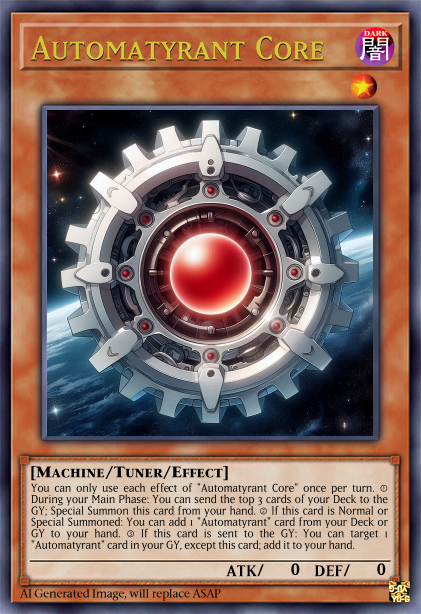 AUTOMATYRANT CORE
DARK
闇
[MACHINE/TUNER/EFFECT]
You can only use each effect of "Automatyrant Core" once per turn. ①
During your Main Phase: You can send the top 3 cards of your Deck to the
GY; Special Summon this card from your hand. ② If this card is Normal or
Special Summoned: You can add 1 "Automatyrant" card from your Deck or
GY to your hand. ③ If this card is sent to the GY: You can target 1
"Automatyrant" card in your GY, except this card; add it to your hand.
ATK/ 0 DEF/ 0
AI Generated Image, will replace ASAP